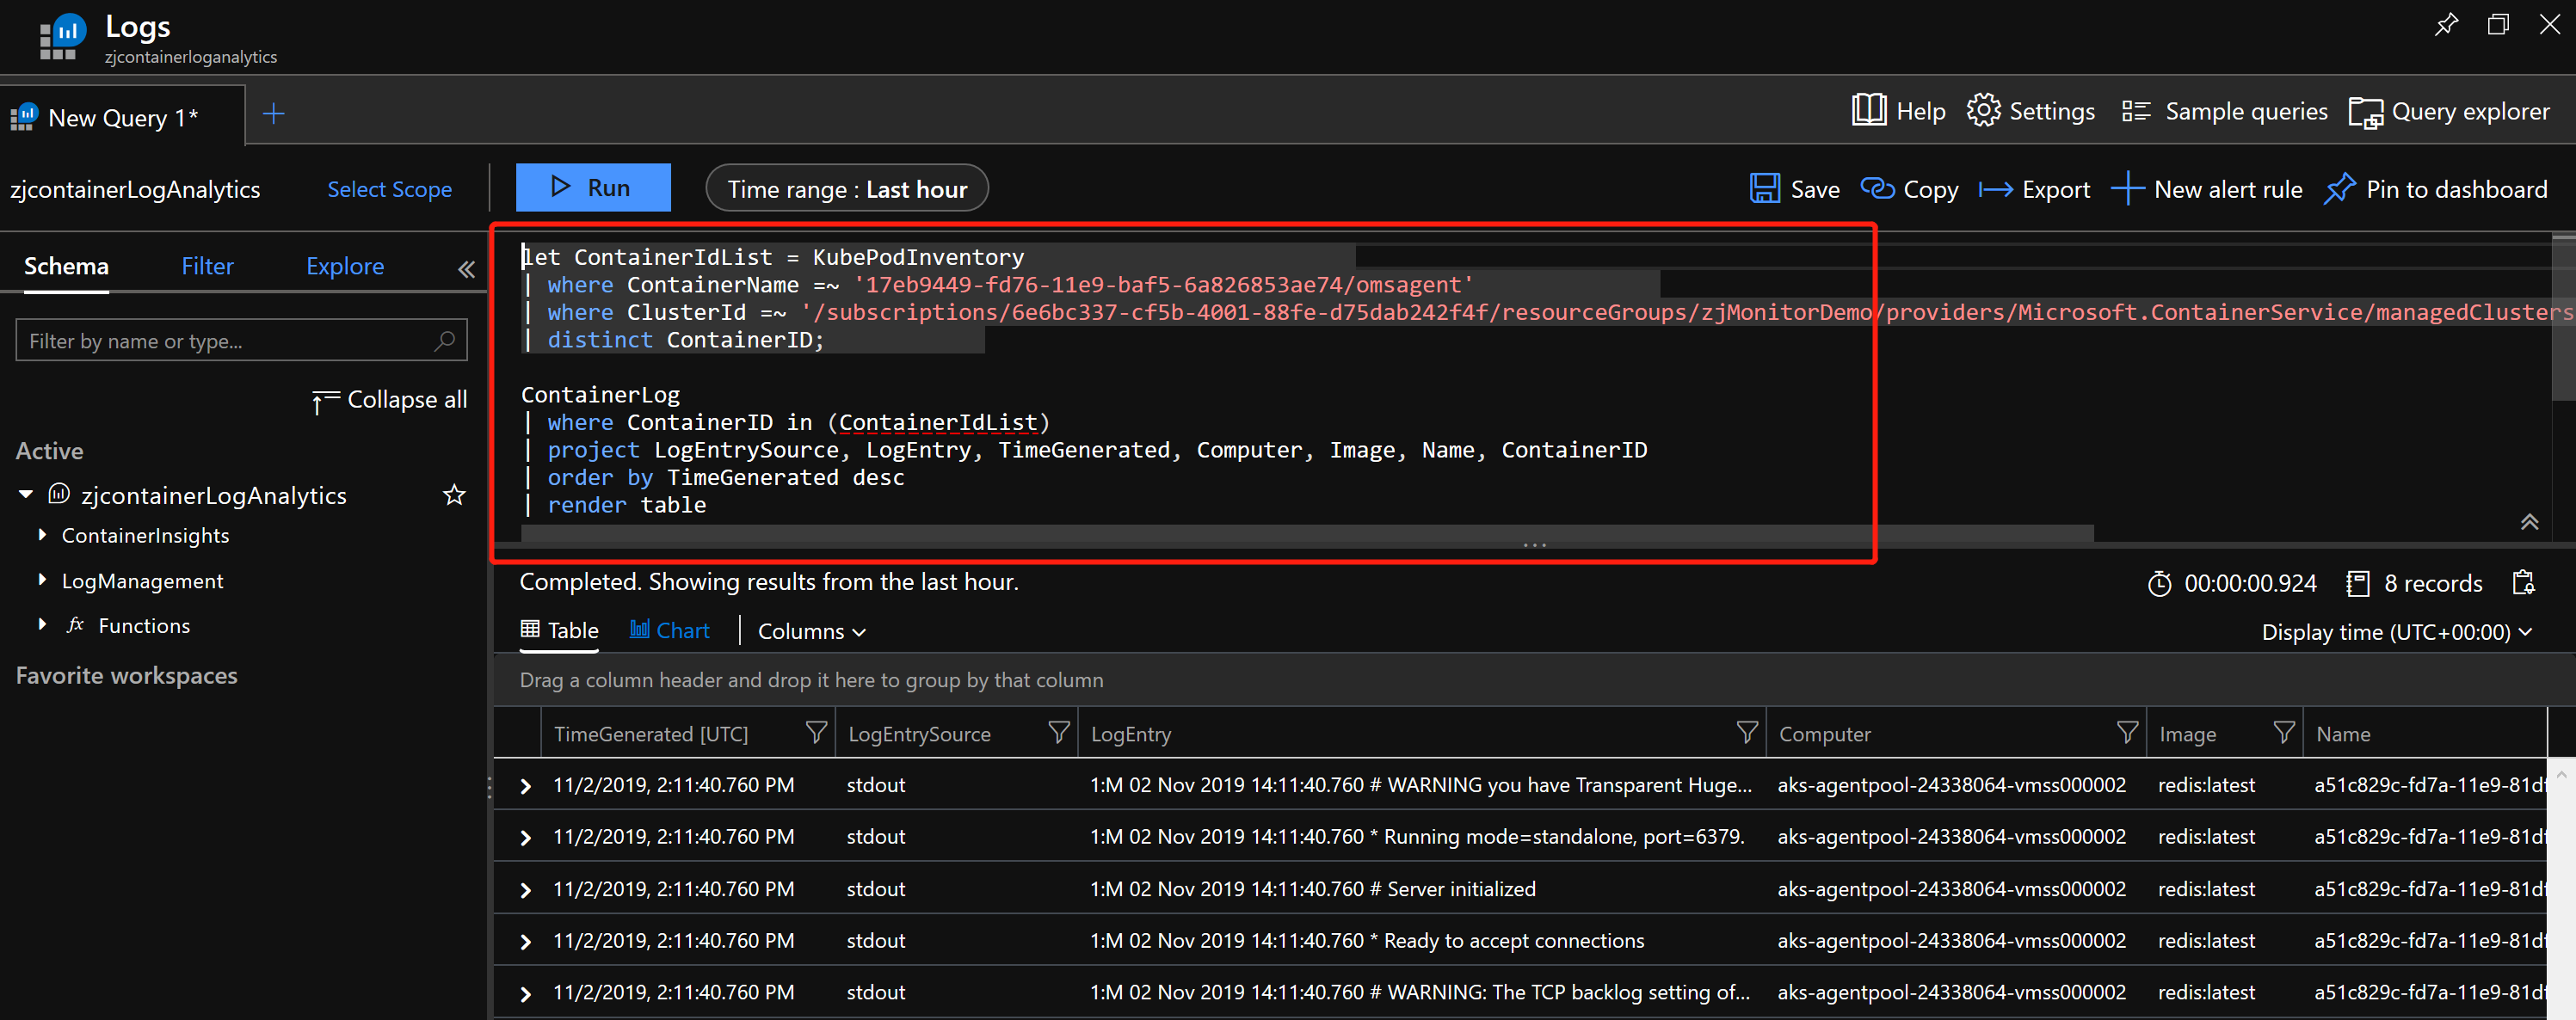 Logs
zjcontainerloganalytics
New Query 1*
Help
Settings
Sample queries
Query explorer
zjcontainerLogAnalytics
Select Scope
Run
Time range : Last hour
Save
Copy
Export
New alert rule
Pin to dashboard
Schema
Filter
Explore
Filter by name or type...
Collapse all
Active
zjcontainerLogAnalytics
ContainerInsights
LogManagement
fx Functions
Favorite workspaces
let ContainerIdList = KubePodInventory
| where ContainerName =~ '17eb9449-fd76-11e9-baf5-6a826853ae74/omsagent'
| where ClusterId =~ '/subscriptions/6e6bc337-cf5b-4001-88fe-d75dab242f4f/resourceGroups/zjMonitorDemo/providers/Microsoft.ContainerService/managedClusters
| distinct ContainerID;
ContainerLog
| where ContainerID in (ContainerIdList)
| project LogEntrySource, LogEntry, TimeGenerated, Computer, Image, Name, ContainerID
| order by TimeGenerated desc
| render table
Completed. Showing results from the last hour.
00:00:00.924
8 records
Table
Chart
Columns
Display time (UTC+00:00)
Drag a column header and drop it here to group by that column
TimeGenerated [UTC] LogEntrySource LogEntry Computer Image Name
11/2/2019, 2:11:40.760 PM stdout 1:M 02 Nov 2019 14:11:40.760 # WARNING you have Transparent Huge... aks-agentpool-24338064-vmss000002 redis:latest a51c829c-fd7a-11e9-81df
11/2/2019, 2:11:40.760 PM stdout 1:M 02 Nov 2019 14:11:40.760 * Running mode=standalone, port=6379. aks-agentpool-24338064-vmss000002 redis:latest a51c829c-fd7a-11e9-81df
11/2/2019, 2:11:40.760 PM stdout 1:M 02 Nov 2019 14:11:40.760 # Server initialized aks-agentpool-24338064-vmss000002 redis:latest a51c829c-fd7a-11e9-81df
11/2/2019, 2:11:40.760 PM stdout 1:M 02 Nov 2019 14:11:40.760 * Ready to accept connections aks-agentpool-24338064-vmss000002 redis:latest a51c829c-fd7a-11e9-81df
11/2/2019, 2:11:40.760 PM stdout 1:M 02 Nov 2019 14:11:40.760 # WARNING: The TCP backlog setting of... aks-agentpool-24338064-vmss000002 redis:latest a51c829c-fd7a-11e9-81df